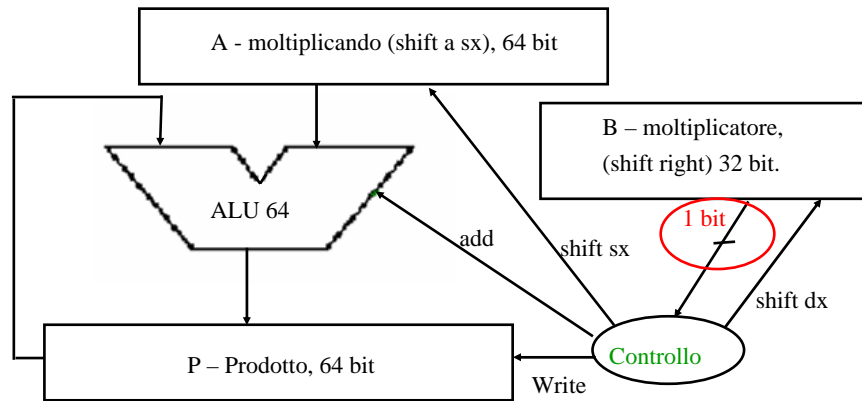 A - moltiplicando (shift a sx), 64 bit
B – moltiplicatore,
(shift right) 32 bit.
1 bit
ALU 64
add
shift sx
shift dx
P – Prodotto, 64 bit
Controllo
Write